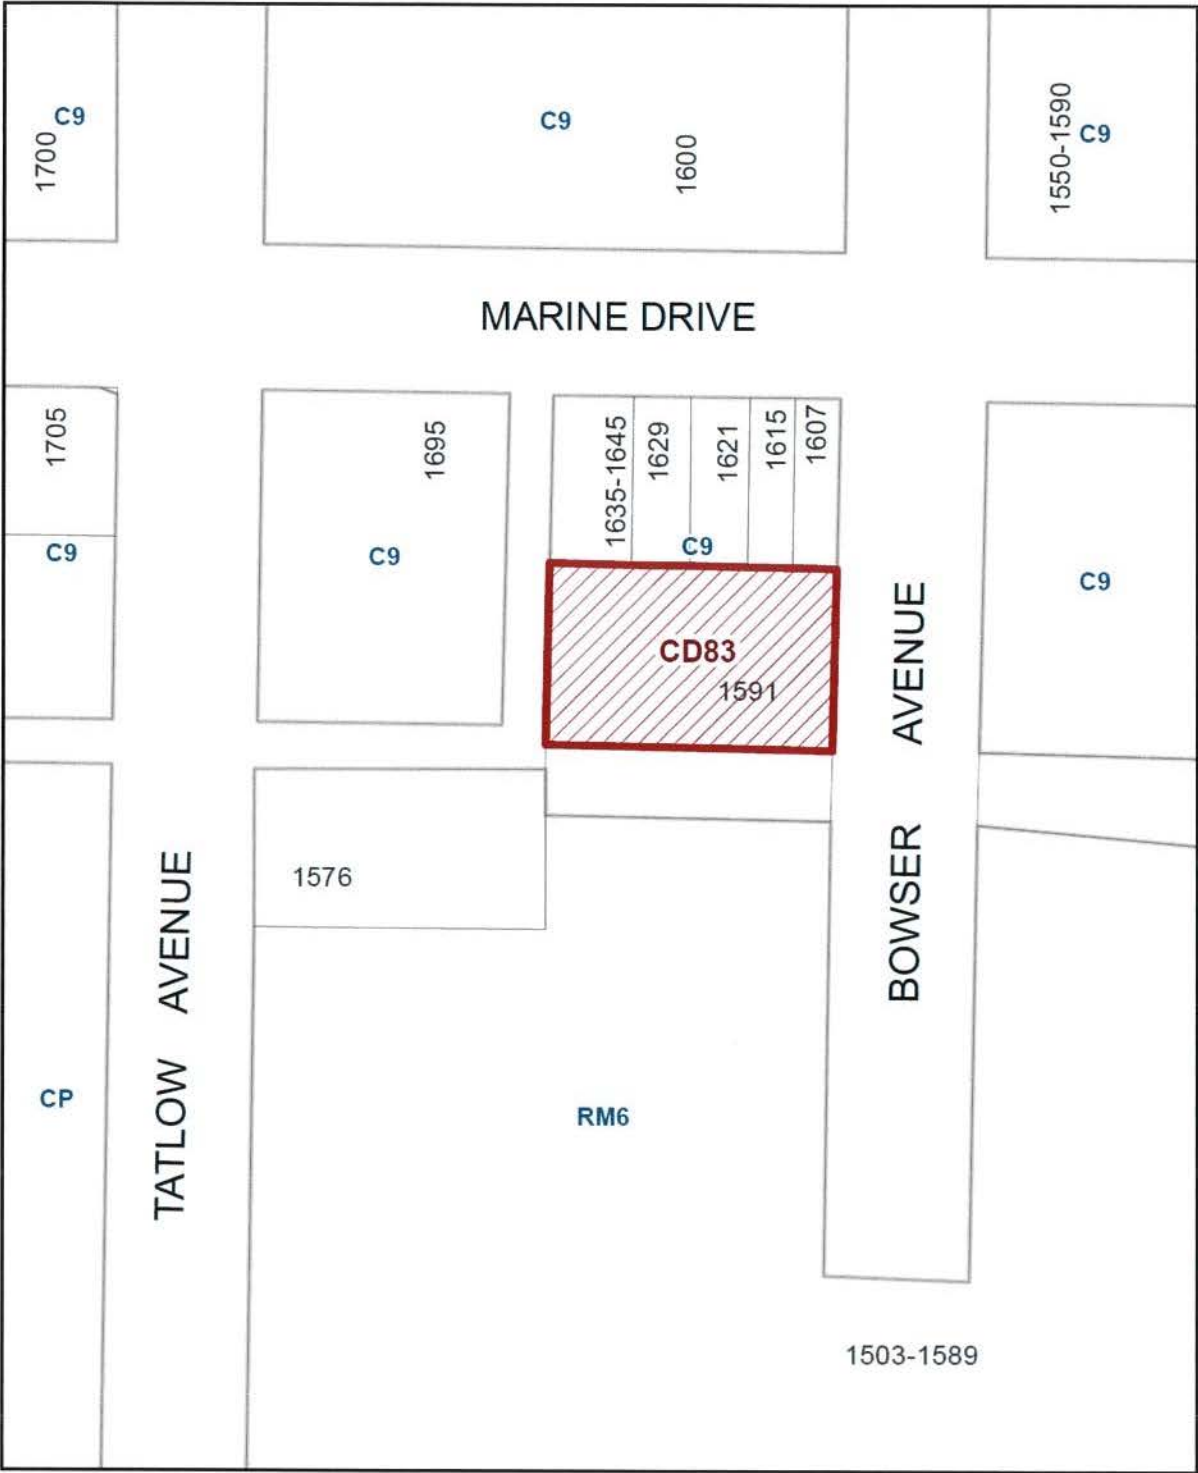 C9
1700
C9
1600
1550-1590
C9
MARINE DRIVE
1705
C9
1695
C9
1635-1645
1629
1621
1615
1607
C9
C9
CD83
1591
BOWSER AVENUE
1576
TATLOW AVENUE
CP
RM6
1503-1589